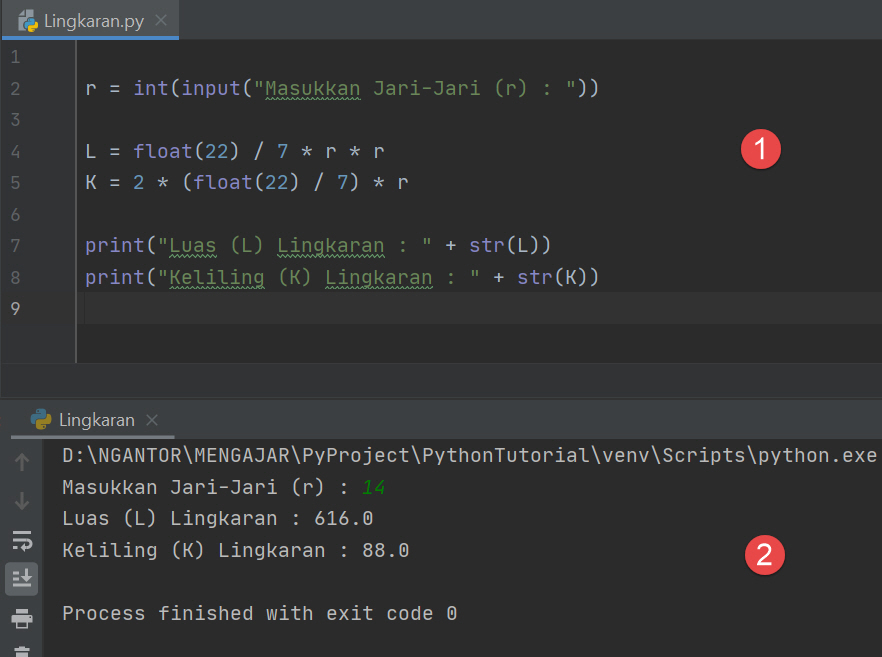 Lingkaran.py
1
2 r = int(input("Masukkan Jari-Jari (r) : "))
3
4 L = float(22) / 7 * r * r
1
5 K = 2 * (float(22) / 7) * r
6
7 print("Luas (L) Lingkaran : " + str(L))
8 print("Keliling (K) Lingkaran : " + str(K))
9
Lingkaran
D:\NGANTOR\MENGAJAR\PyProject\PythonTutorial\venv\Scripts\python.exe
Masukkan Jari-Jari (r) : 14
Luas (L) Lingkaran : 616.0
Keliling (K) Lingkaran : 88.0
2
Process finished with exit code 0